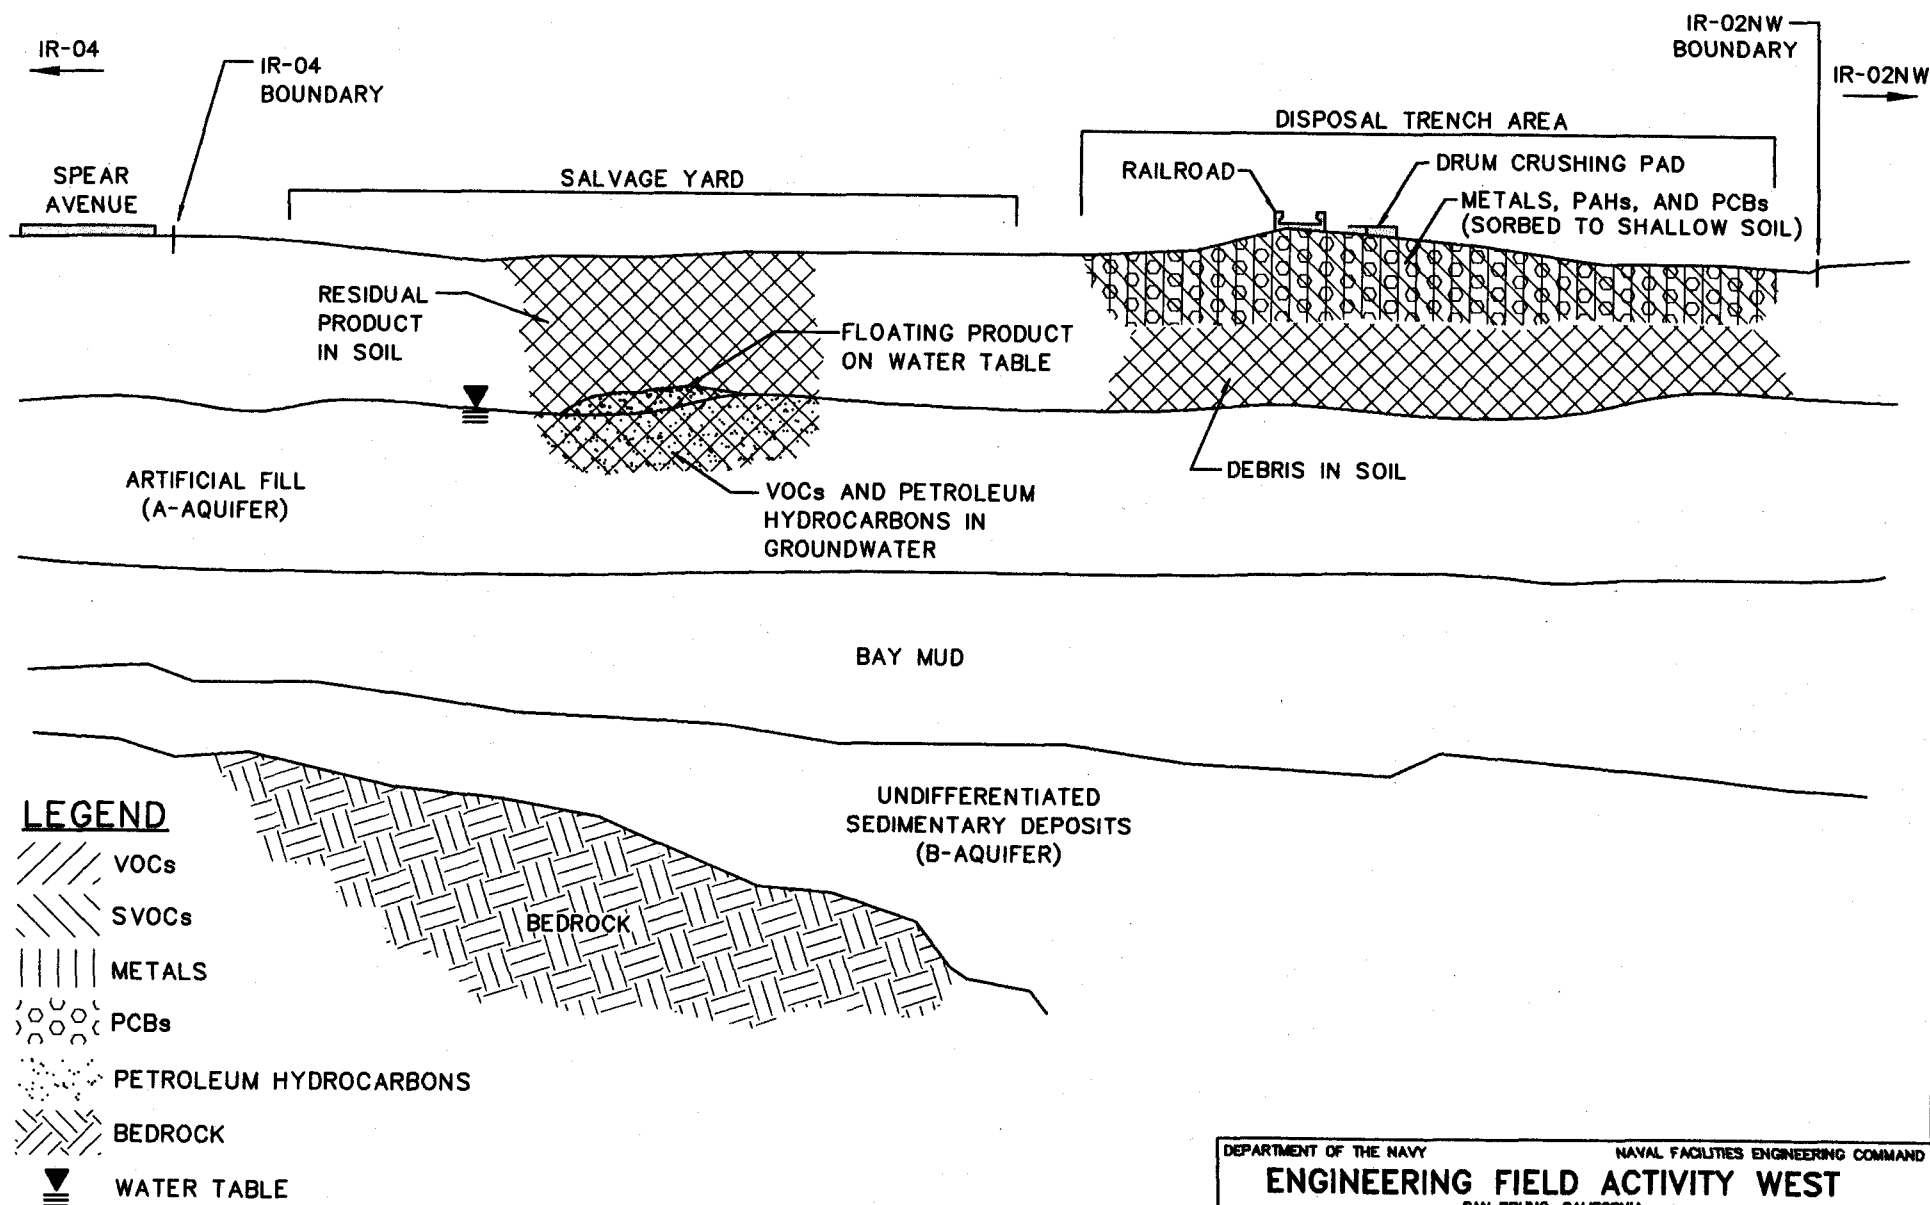 IR-04
IR-04
BOUNDARY
IR-02NW
BOUNDARY
IR-02NW
DISPOSAL TRENCH AREA
SPEAR
AVENUE
SALVAGE YARD
RAILROAD
DRUM CRUSHING PAD
METALS, PAHs, AND PCBs
(SORBED TO SHALLOW SOIL)
RESIDUAL
PRODUCT
IN SOIL
FLOATING PRODUCT
ON WATER TABLE
ARTIFICIAL FILL
(A-AQUIFER)
VOCs AND PETROLEUM
HYDROCARBONS IN
GROUNDWATER
DEBRIS IN SOIL
BAY MUD
UNDIFFERENTIATED
SEDIMENTARY DEPOSITS
(B-AQUIFER)
BEDROCK
LEGEND
VOCs
SVOCs
METALS
PCBs
PETROLEUM HYDROCARBONS
BEDROCK
WATER TABLE
DEPARTMENT OF THE NAVY
NAVAL FACILITIES ENGINEERING COMMAND
ENGINEERING FIELD ACTIVITY WEST